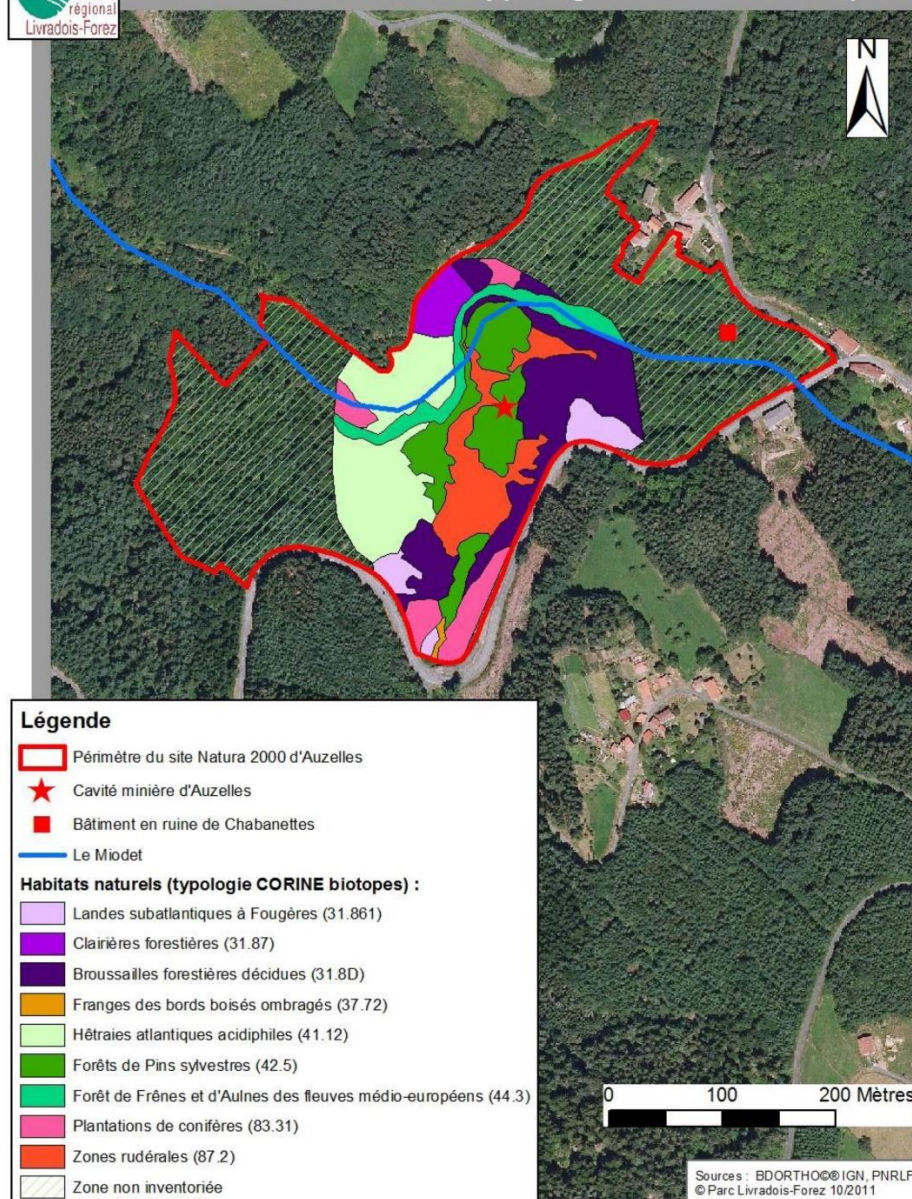 régional
Livradois-Forez
N
Légende
Périmètre du site Natura 2000 d'Auzelles
Cavité minière d'Auzelles
Bâtiment en ruine de Chabanettes
Le Miodet
Habitats naturels (typologie CORINE biotopes) :
Landes subatlantiques à Fougères (31.861)
Clairières forestières (31.87)
Broussailles forestières décidues (31.8D)
Franges des bords boisés ombragés (37.72)
Hêtraies atlantiques acidiphiles (41.12)
Forêts de Pins sylvestres (42.5)
Forêt de Frênes et d'Aulnes des fleuves médio-européens (44.3)
Plantations de conifères (83.31)
Zones rudérales (87.2)
Zone non inventoriée
0 100 200 Mètres
Sources : BDORTHO©® IGN, PNRLF
© Parc Livradois-Forez 10/2011